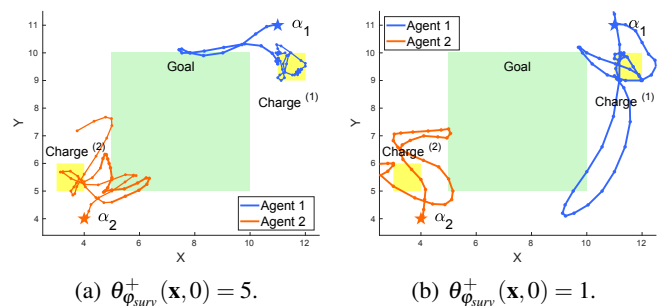 11
10
9
8
7
6
5
4
Y
4 6 8 10 12
X
α₁
Goal
Charge (1)
Charge (2)
α₂
Agent 1
Agent 2
11
10
9
8
7
6
5
4
Y
4 6 8 10 12
X
Agent 1
Agent 2
α₁
Goal
Charge (1)
Charge (2)
α₂
(a) θ⁺φsurv(x,0) = 5.
(b) θ⁺φsurv(x,0) = 1.